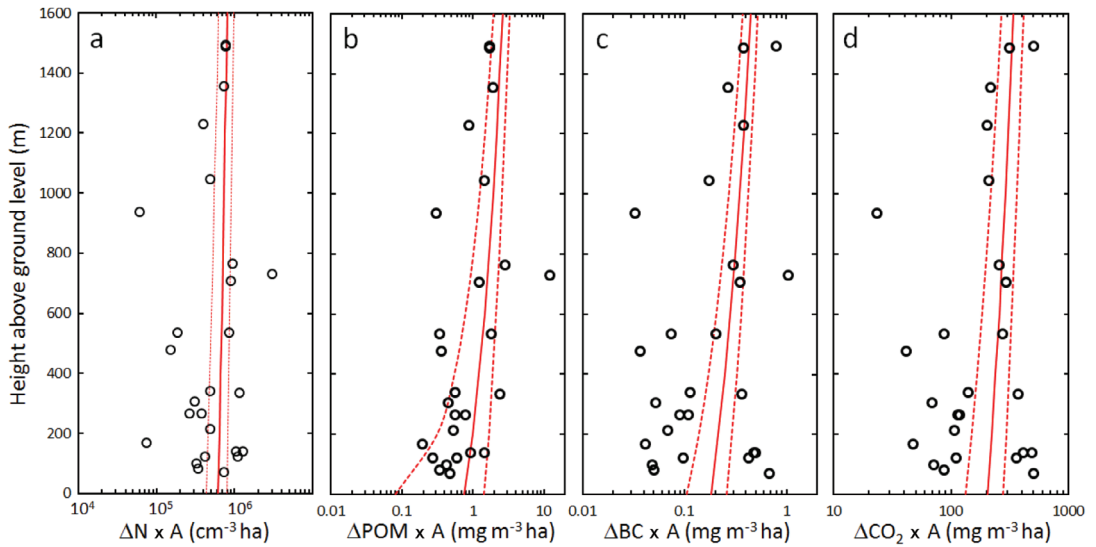 a
b
c
d
1600
1400
1200
1000
800
600
400
200
0
Height above ground level (m)
10⁴ 10⁵ 10⁶ 0.01 0.1 1 10 0.01 0.1 1 10 100 1000
ΔN x A (cm⁻³ ha) ΔPOM x A (mg m⁻³ ha) ΔBC x A (mg m⁻³ ha) ΔCO₂ x A (mg m⁻³ ha)